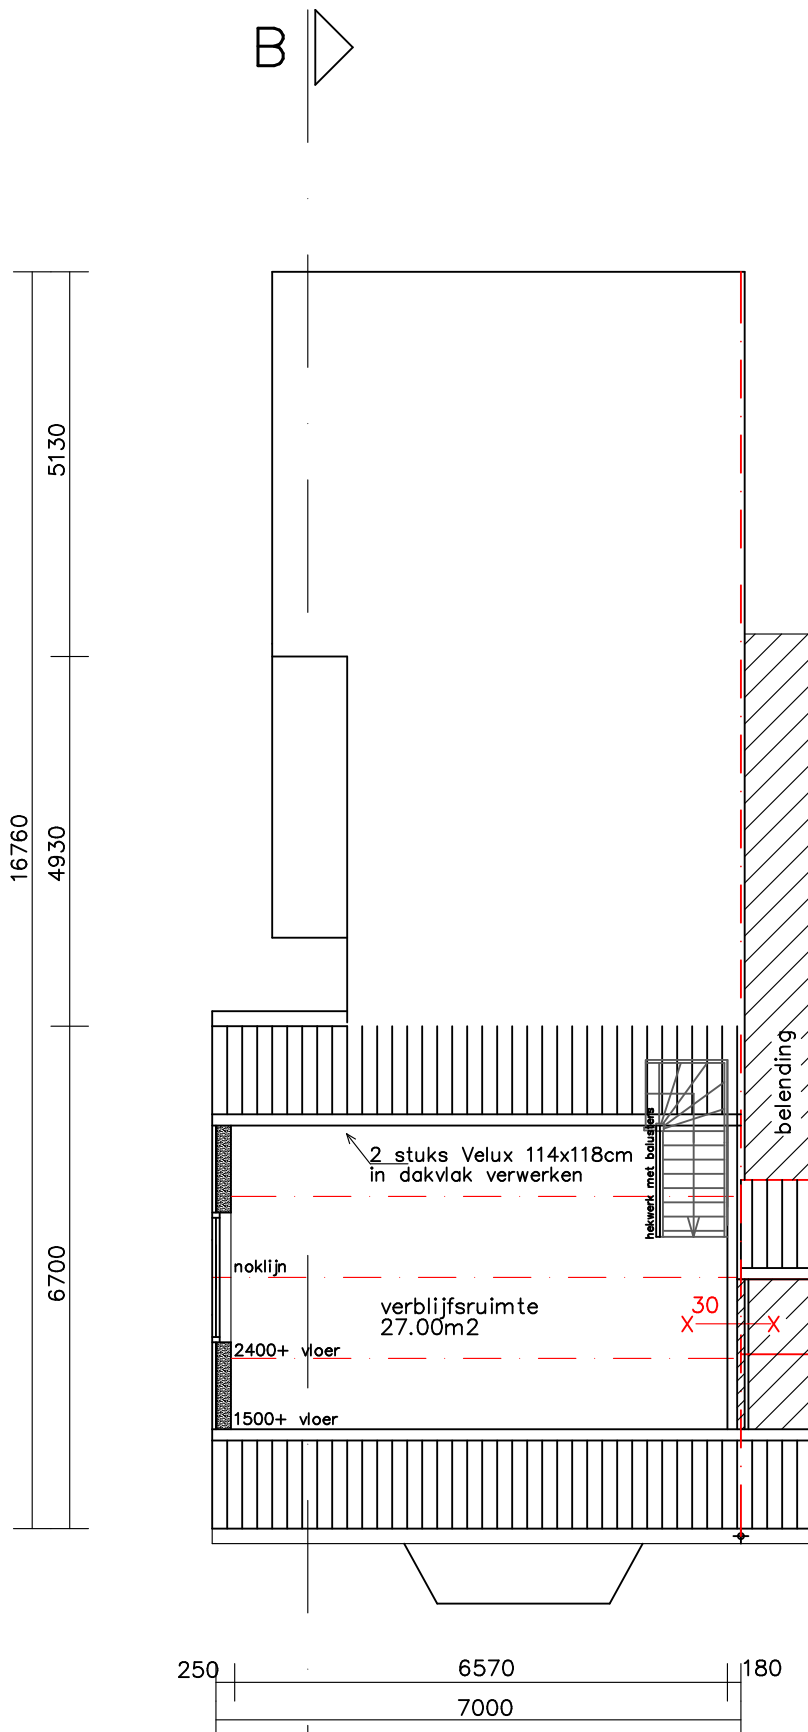 B
5130
16760
4930
6700
belending
2 stuks Velux 114x118cm
in dakvlak verwerken
hekwerk met balusters
noklijn
verblijfsruimte
27.00m2
30
2400+ vloer
1500+ vloer
250
6570
180
7000